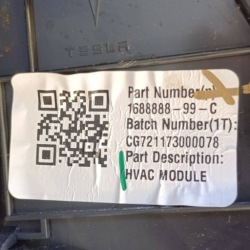 TESLA
Part Number(p
1688888-99-C
Batch Number(1T):
CG721173000078
Part Description:
HVAC MODULE